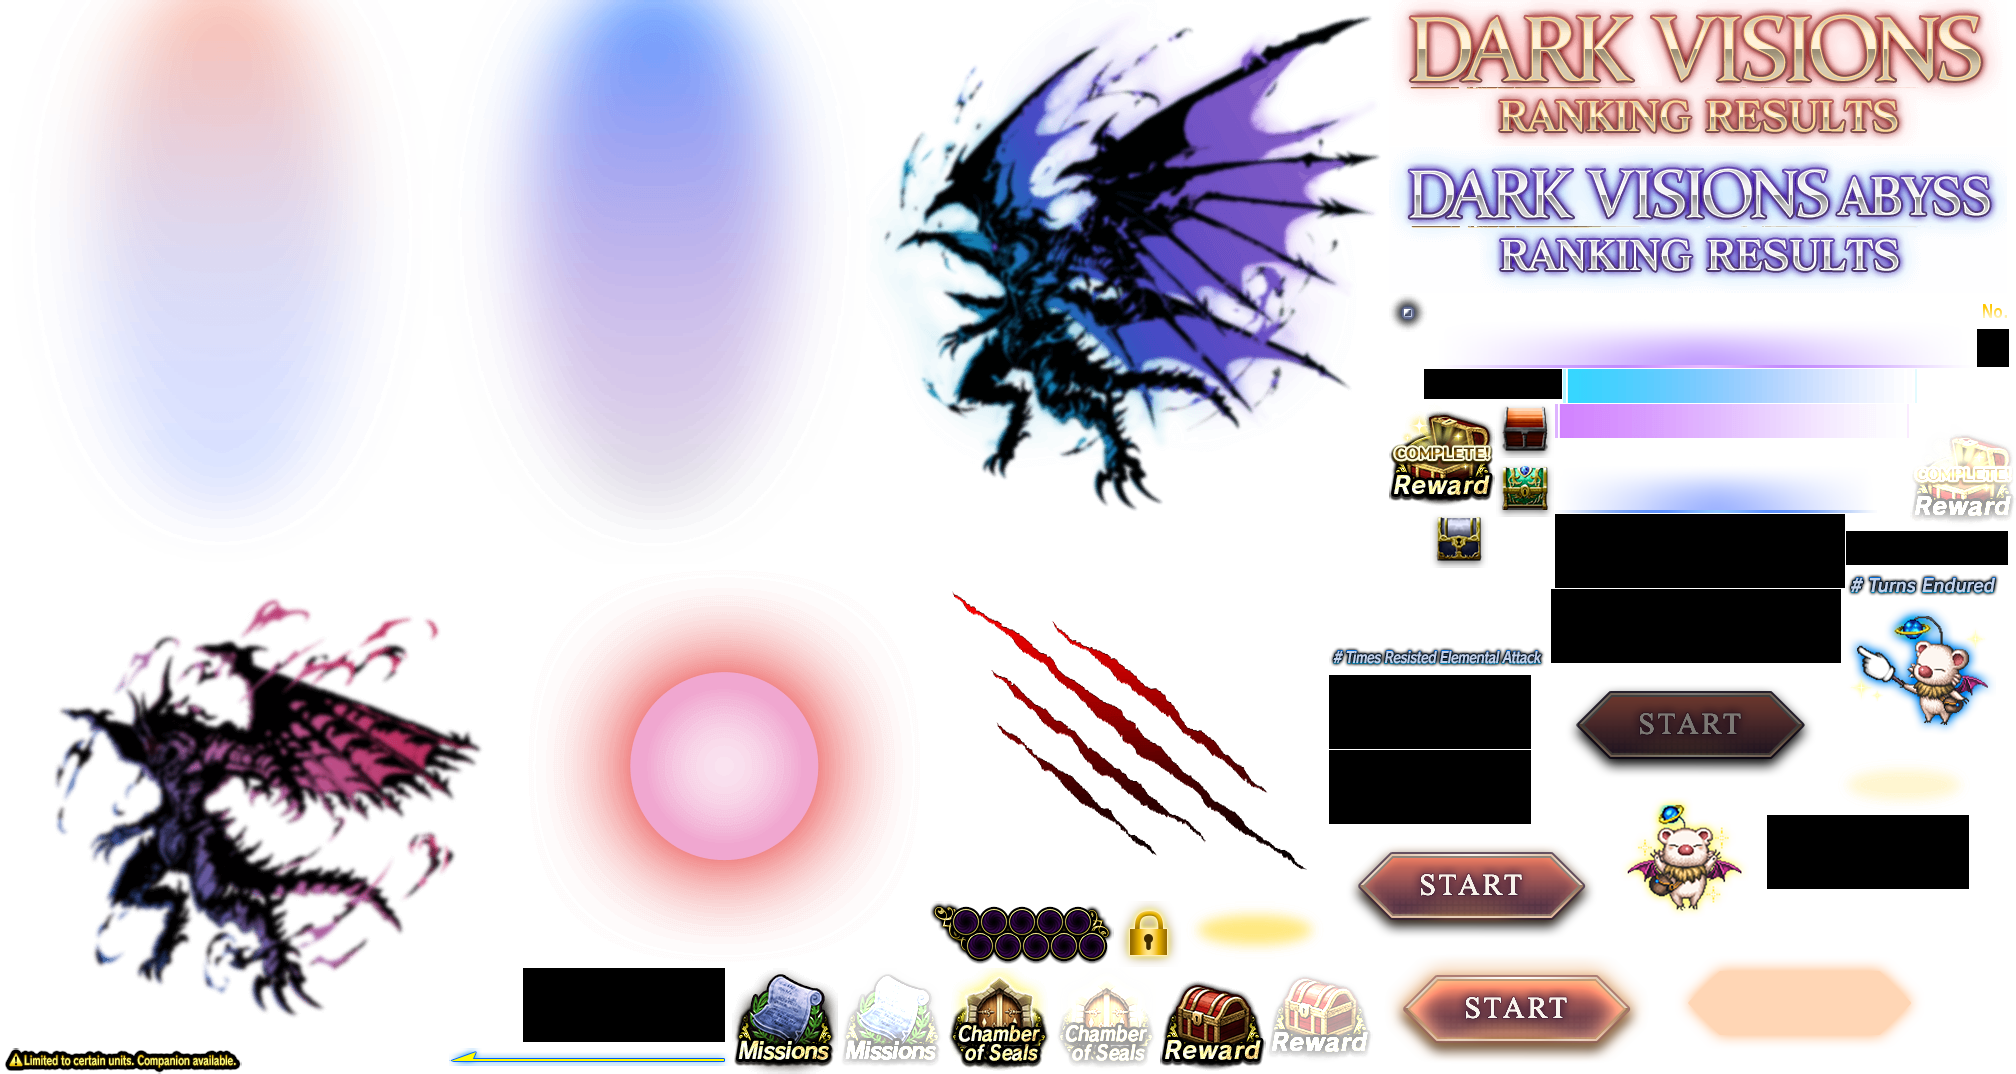 DARK VISIONS
RANKING RESULTS
DARK VISIONS ABYSS
RANKING RESULTS
No.
COMPLETE!
Reward
COMPLETE!
Reward
# Turns Endured
# Times Resisted Elemental Attack
START
START
START
Missions
Missions
Chamber
of Seals
Chamber
of Seals
Reward
Reward
Limited to certain units. Companion available.